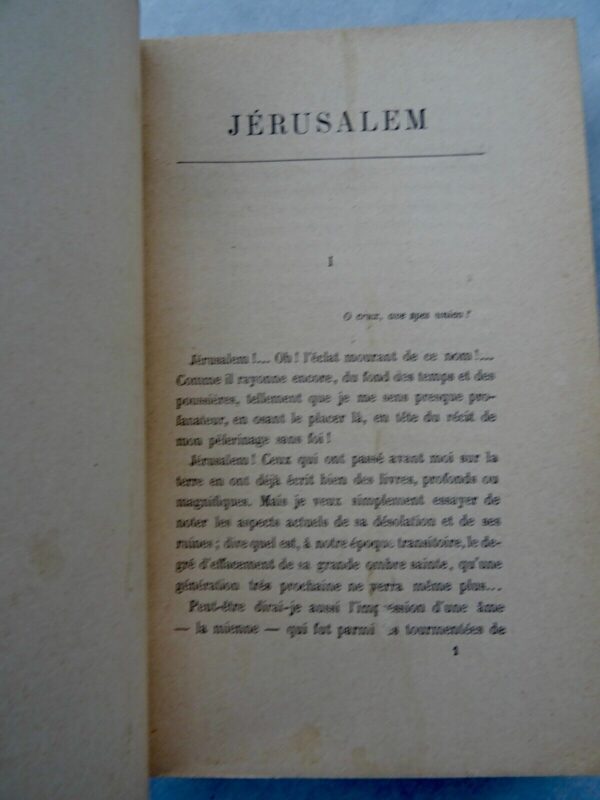 JÉRUSALEM
I
O crux, ave spes unica !
Jérusalem !... Oh ! l'éclat mourant de ce nom !...
Comme il rayonne encore, du fond des temps et des
poussières, tellement que je me sens presque pro-
fanateur, en osant le placer là, en tête du récit de
mon pèlerinage sans foi !
Jérusalem ! Ceux qui ont passé avant moi sur la
terre en ont déjà écrit bien des livres, profonds ou
magnifiques. Mais je veux simplement essayer de
noter les aspects actuels de sa désolation et de ses
ruines ; dire quel est, à notre époque transitoire, le de-
gré d'effacement de sa grande ombre sainte, qu'une
génération très prochaine ne verra même plus...
Peut-être dirai-je aussi l'impression d'une âme
— la mienne — qui fut parmi les tourmentées de
1